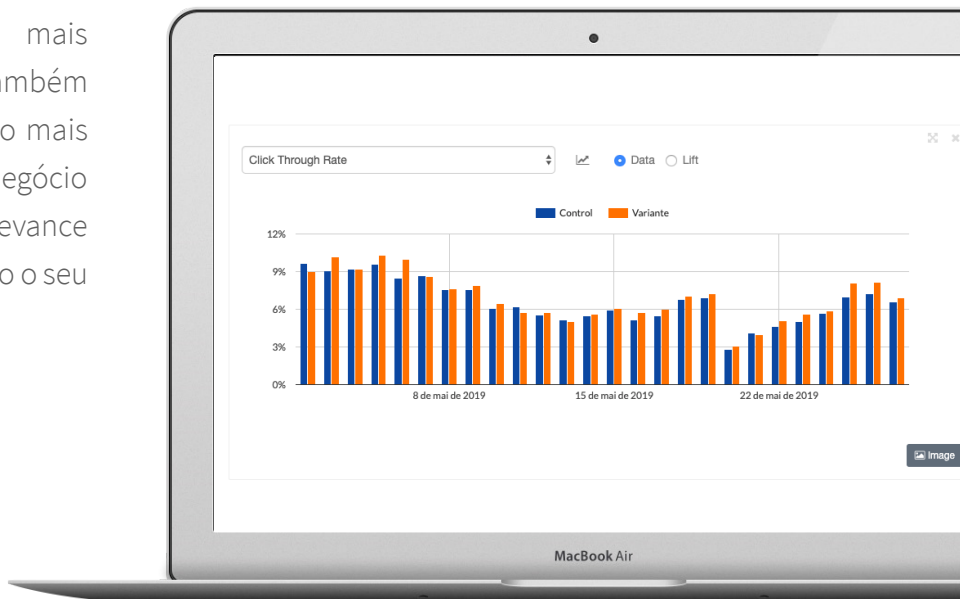 mais
ambém
o mais
egócio
evance
o o seu
Click Through Rate
Data
Lift
Control
Variante
12%
9%
6%
3%
0%
8 de mai de 2019
15 de mai de 2019
22 de mai de 2019
Image
MacBook Air